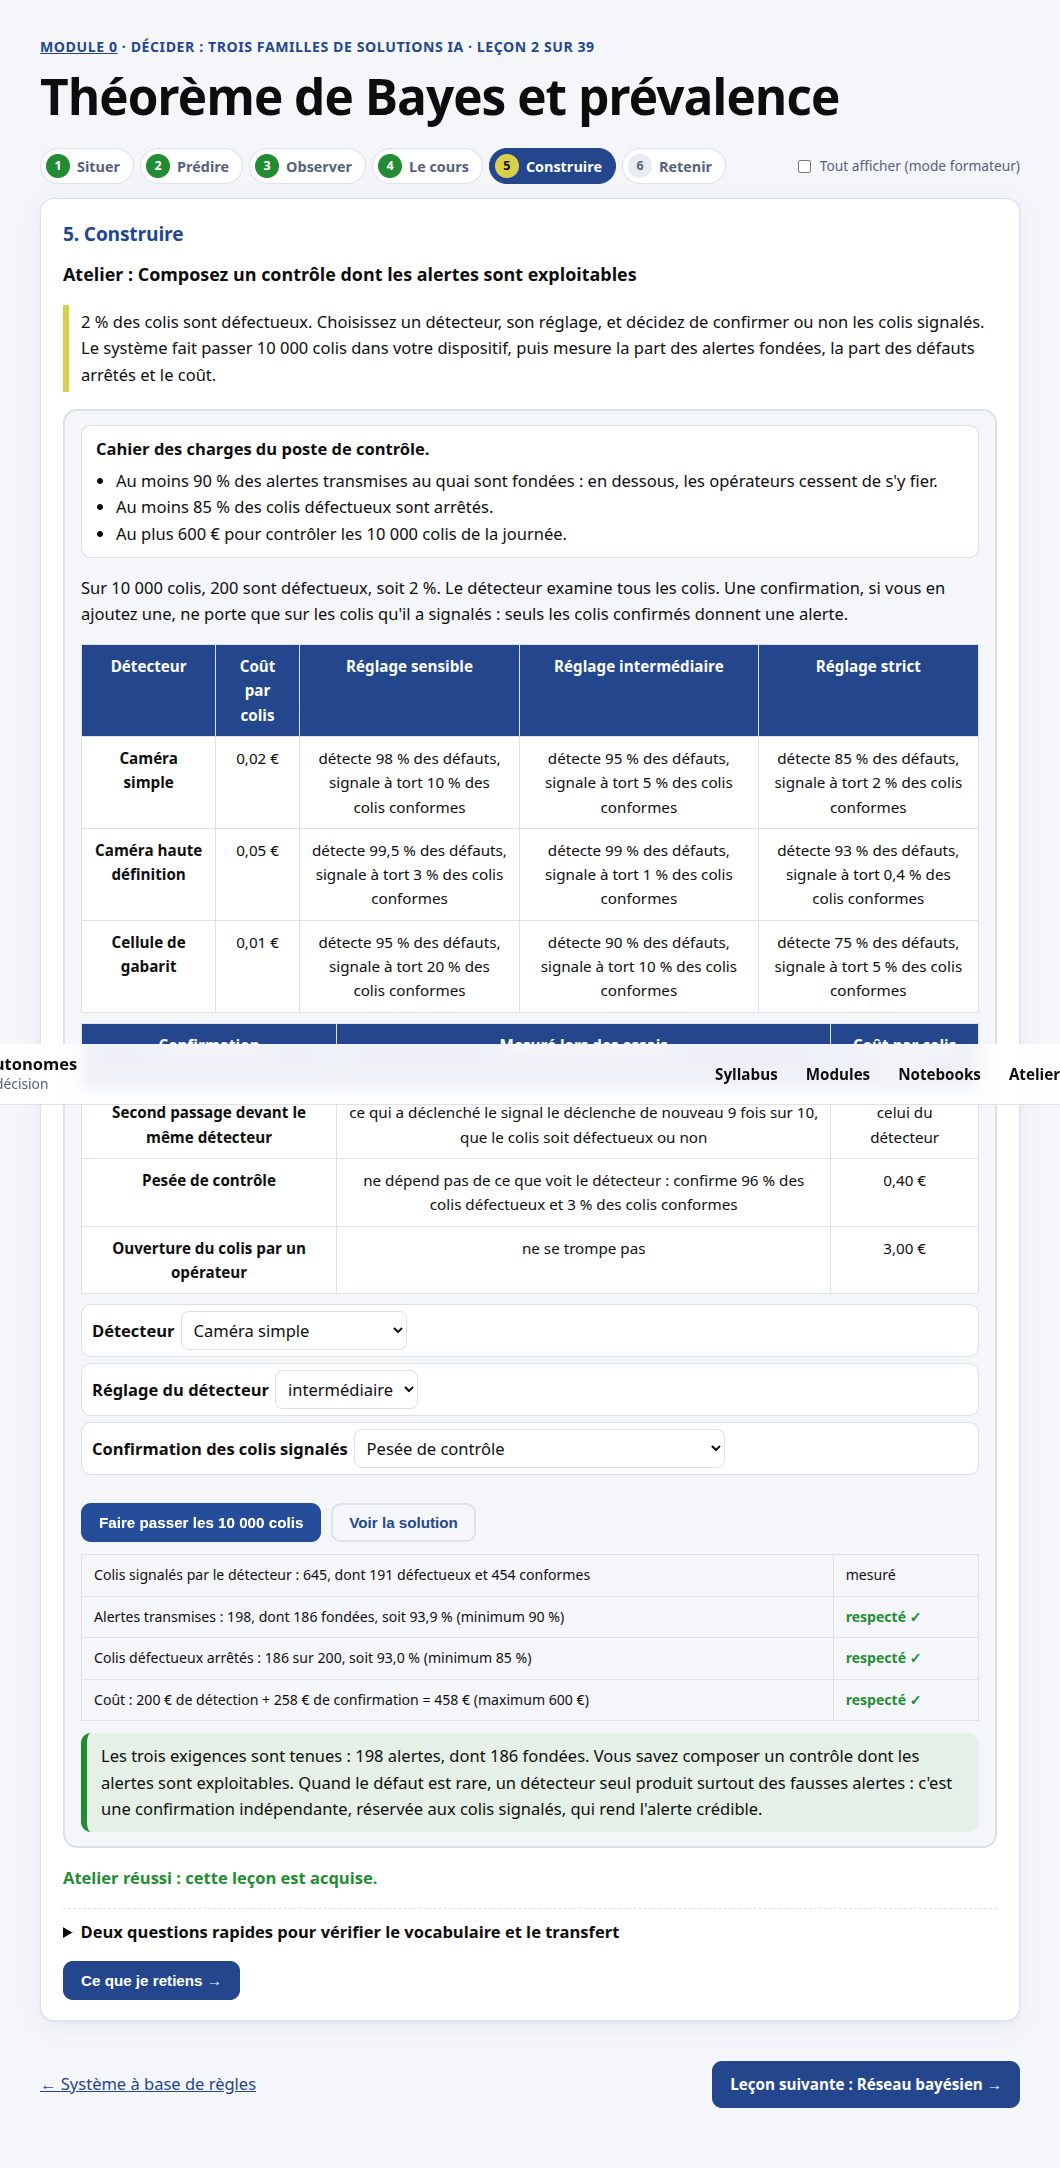 MODULE 0 · DÉCIDER : TROIS FAMILLES DE SOLUTIONS IA · LEÇON 2 SUR 39
Théorème de Bayes et prévalence
1 Situer
2 Prédire
3 Observer
4 Le cours
5 Construire
6 Retenir
Tout afficher (mode formateur)
5. Construire
Atelier : Composez un contrôle dont les alertes sont exploitables
2 % des colis sont défectueux. Choisissez un détecteur, son réglage, et décidez de confirmer ou non les colis signalés.
Le système fait passer 10 000 colis dans votre dispositif, puis mesure la part des alertes fondées, la part des défauts
arrêtés et le coût.
Cahier des charges du poste de contrôle.
• Au moins 90 % des alertes transmises au quai sont fondées : en dessous, les opérateurs cessent de s'y fier.
• Au moins 85 % des colis défectueux sont arrêtés.
• Au plus 600 € pour contrôler les 10 000 colis de la journée.
Sur 10 000 colis, 200 sont défectueux, soit 2 %. Le détecteur examine tous les colis. Une confirmation, si vous en
ajoutez une, ne porte que sur les colis qu'il a signalés : seuls les colis confirmés donnent une alerte.
Détecteur
Coût
par
colis
Réglage sensible
Réglage intermédiaire
Réglage strict
Caméra
simple
0,02 €
détecte 98 % des défauts,
signale à tort 10 % des
colis conformes
détecte 95 % des défauts,
signale à tort 5 % des colis
conformes
détecte 85 % des défauts,
signale à tort 2 % des colis
conformes
Caméra haute
définition
0,05 €
détecte 99,5 % des défauts,
signale à tort 3 % des colis
conformes
détecte 99 % des défauts,
signale à tort 1 % des colis
conformes
détecte 93 % des défauts,
signale à tort 0,4 % des
colis conformes
Cellule de
gabarit
0,01 €
détecte 95 % des défauts,
signale à tort 20 % des
colis conformes
détecte 90 % des défauts,
signale à tort 10 % des colis
conformes
détecte 75 % des défauts,
signale à tort 5 % des colis
conformes
Confirmation
Mesuré lors des essais
Coût par colis
utonomes
décision
Syllabus
Modules
Notebooks
Atelier
Second passage devant le
même détecteur
ce qui a déclenché le signal le déclenche de nouveau 9 fois sur 10,
que le colis soit défectueux ou non
celui du
détecteur
Pesée de contrôle
ne dépend pas de ce que voit le détecteur : confirme 96 % des
colis défectueux et 3 % des colis conformes
0,40 €
Ouverture du colis par un
opérateur
ne se trompe pas
3,00 €
Détecteur Caméra simple
Réglage du détecteur intermédiaire
Confirmation des colis signalés Pesée de contrôle
Faire passer les 10 000 colis
Voir la solution
Colis signalés par le détecteur : 645, dont 191 défectueux et 454 conformes
mesuré
Alertes transmises : 198, dont 186 fondées, soit 93,9 % (minimum 90 %)
respecté ✓
Colis défectueux arrêtés : 186 sur 200, soit 93,0 % (minimum 85 %)
respecté ✓
Coût : 200 € de détection + 258 € de confirmation = 458 € (maximum 600 €)
respecté ✓
Les trois exigences sont tenues : 198 alertes, dont 186 fondées. Vous savez composer un contrôle dont les
alertes sont exploitables. Quand le défaut est rare, un détecteur seul produit surtout des fausses alertes : c'est
une confirmation indépendante, réservée aux colis signalés, qui rend l'alerte crédible.
Atelier réussi : cette leçon est acquise.
▶ Deux questions rapides pour vérifier le vocabulaire et le transfert
Ce que je retiens →
← Système à base de règles
Leçon suivante : Réseau bayésien →